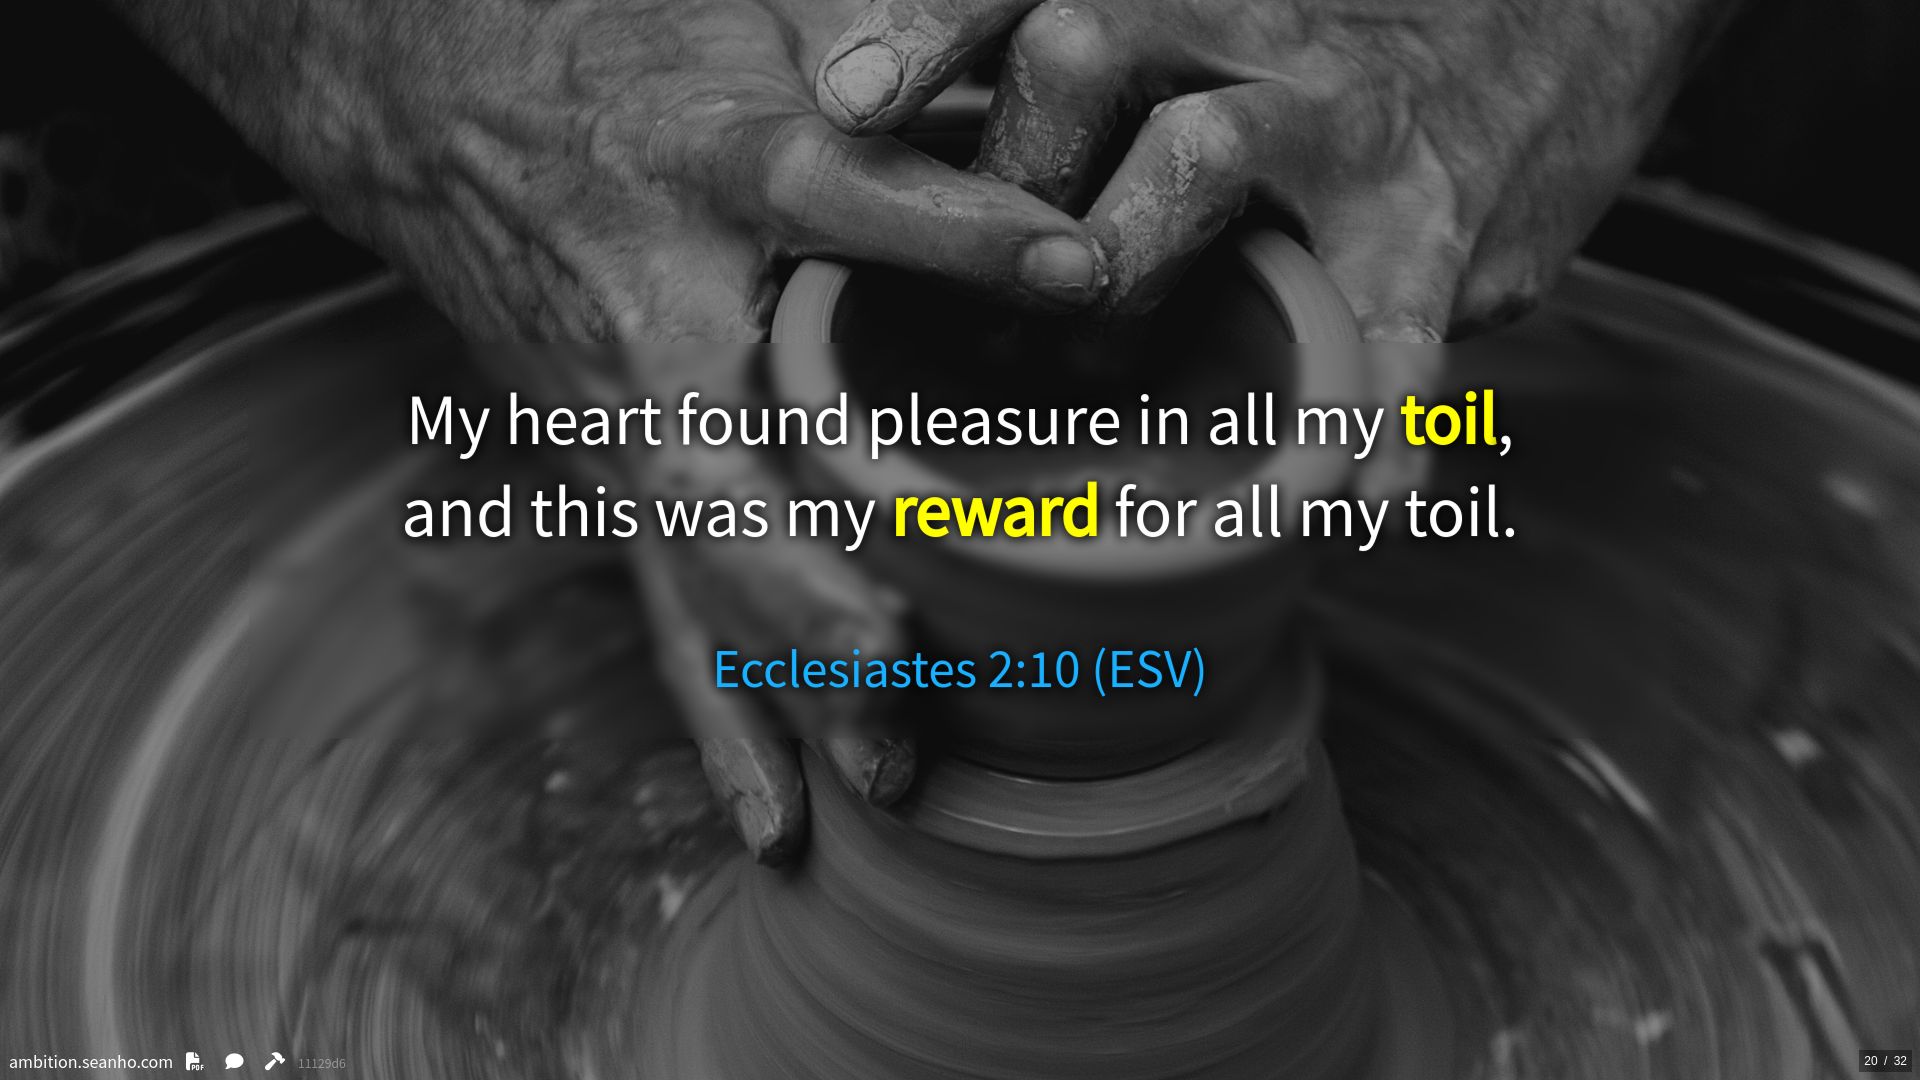 My heart found pleasure in all my toil,
and this was my reward for all my toil.
Ecclesiastes 2:10 (ESV)
ambition.seanho.com PDF 11129d6
20 / 32